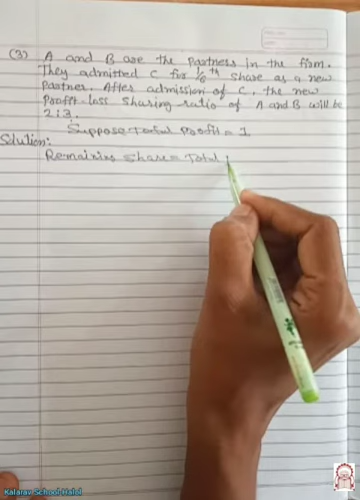 (3) A and B are the Partners in the firm.
They admitted C for 1/6th share as a new
Partner. After admission of C, the new
Profit-loss sharing ratio of A and B will be
2:3.
Suppose Total Profit = 1
Solution:
Remaining share = Total
Kalarav School Halol